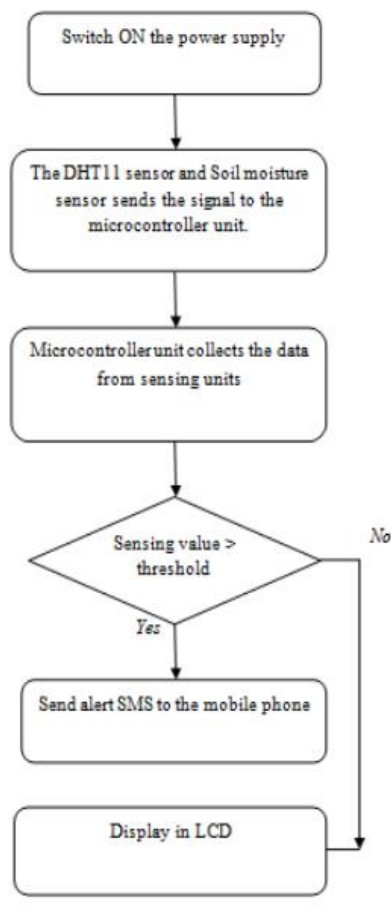 Switch ON the power supply
The DHT11 sensor and Soil moisture
sensor sends the signal to the
microcontroller unit.
Microcontroller unit collects the data
from sensing units
Sensing value >
threshold
No
Yes
Send alert SMS to the mobile phone
Display in LCD